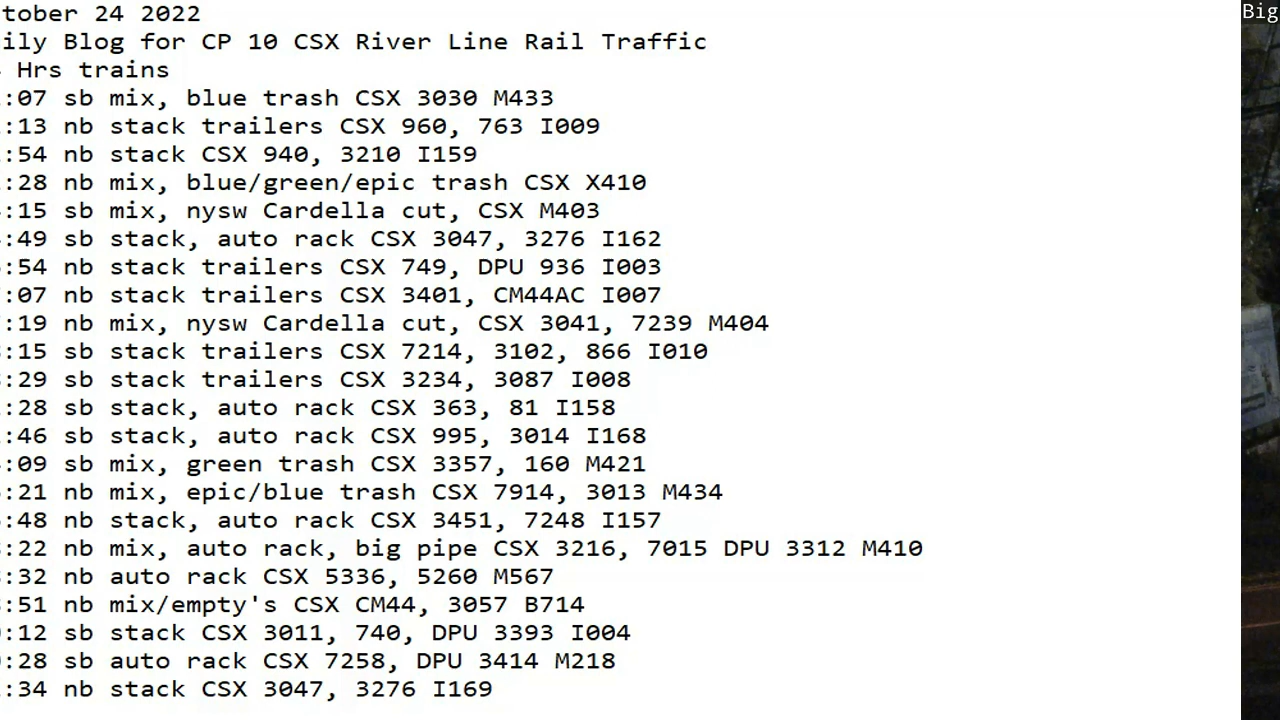 tober 24 2022
ily Blog for CP 10 CSX River Line Rail Traffic
Hrs trains
:07 sb mix, blue trash CSX 3030 M433
:13 nb stack trailers CSX 960, 763 I009
:54 nb stack CSX 940, 3210 I159
:28 nb mix, blue/green/epic trash CSX X410
:15 sb mix, nysw Cardella cut, CSX M403
:49 sb stack, auto rack CSX 3047, 3276 I162
:54 nb stack trailers CSX 749, DPU 936 I003
:07 nb stack trailers CSX 3401, CM44AC I007
:19 nb mix, nysw Cardella cut, CSX 3041, 7239 M404
:15 sb stack trailers CSX 7214, 3102, 866 I010
:29 sb stack trailers CSX 3234, 3087 I008
:28 sb stack, auto rack CSX 363, 81 I158
:46 sb stack, auto rack CSX 995, 3014 I168
:09 sb mix, green trash CSX 3357, 160 M421
:21 nb mix, epic/blue trash CSX 7914, 3013 M434
:48 nb stack, auto rack CSX 3451, 7248 I157
:22 nb mix, auto rack, big pipe CSX 3216, 7015 DPU 3312 M410
:32 nb auto rack CSX 5336, 5260 M567
:51 nb mix/empty's CSX CM44, 3057 B714
:12 sb stack CSX 3011, 740, DPU 3393 I004
:28 sb auto rack CSX 7258, DPU 3414 M218
:34 nb stack CSX 3047, 3276 I169
Big